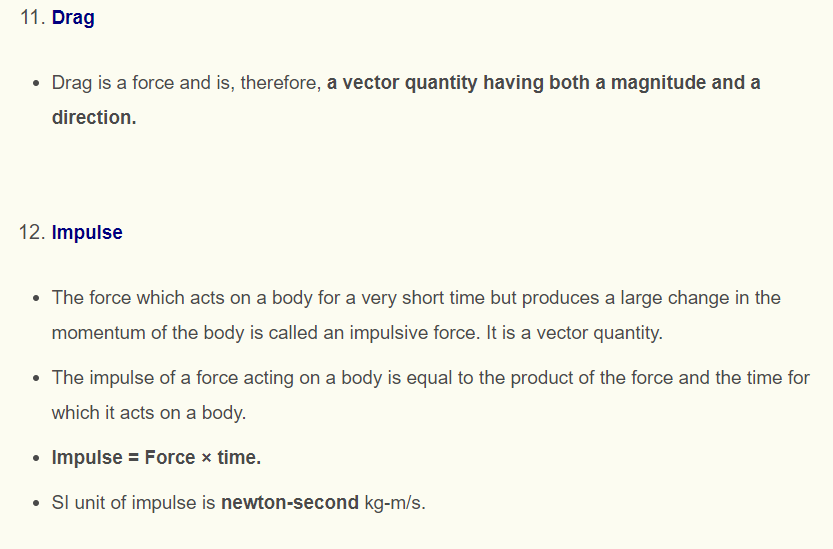 11. Drag
• Drag is a force and is, therefore, a vector quantity having both a magnitude and a
direction.
12. Impulse
• The force which acts on a body for a very short time but produces a large change in the
momentum of the body is called an impulsive force. It is a vector quantity.
• The impulse of a force acting on a body is equal to the product of the force and the time for
which it acts on a body.
• Impulse = Force × time.
• SI unit of impulse is newton-second kg-m/s.